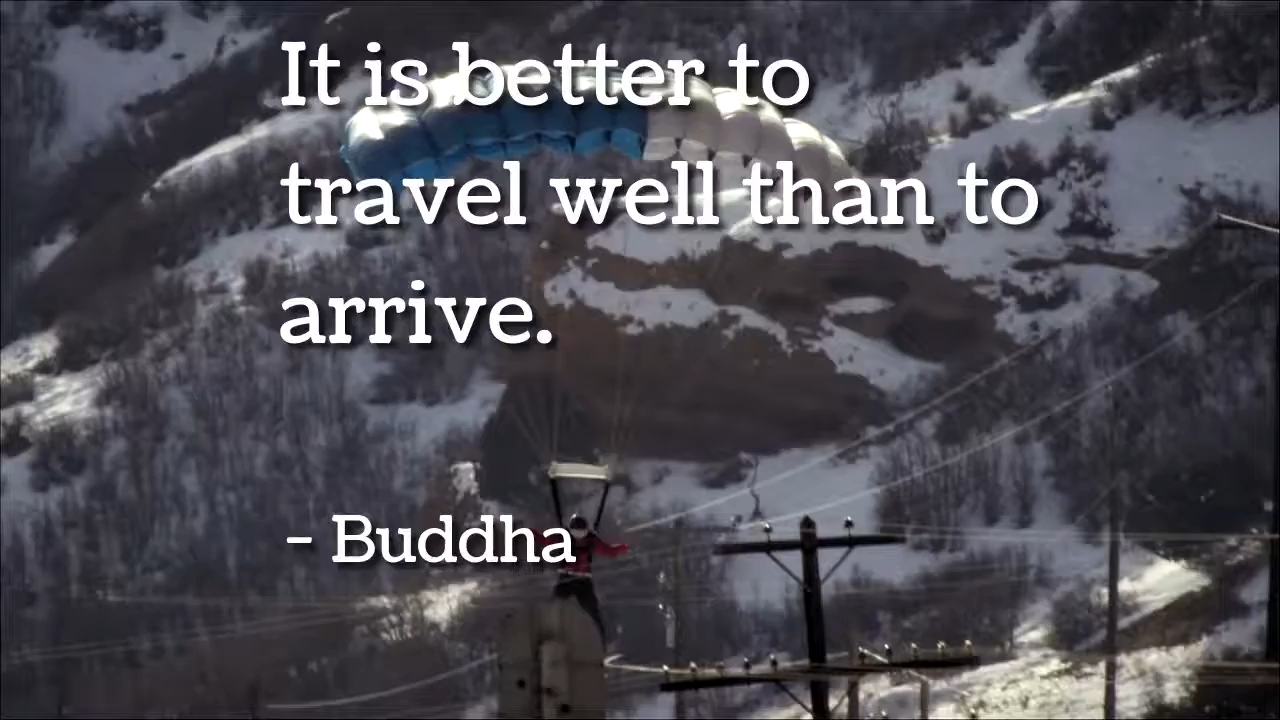 It is better to
travel well than to
arrive.
- Buddha